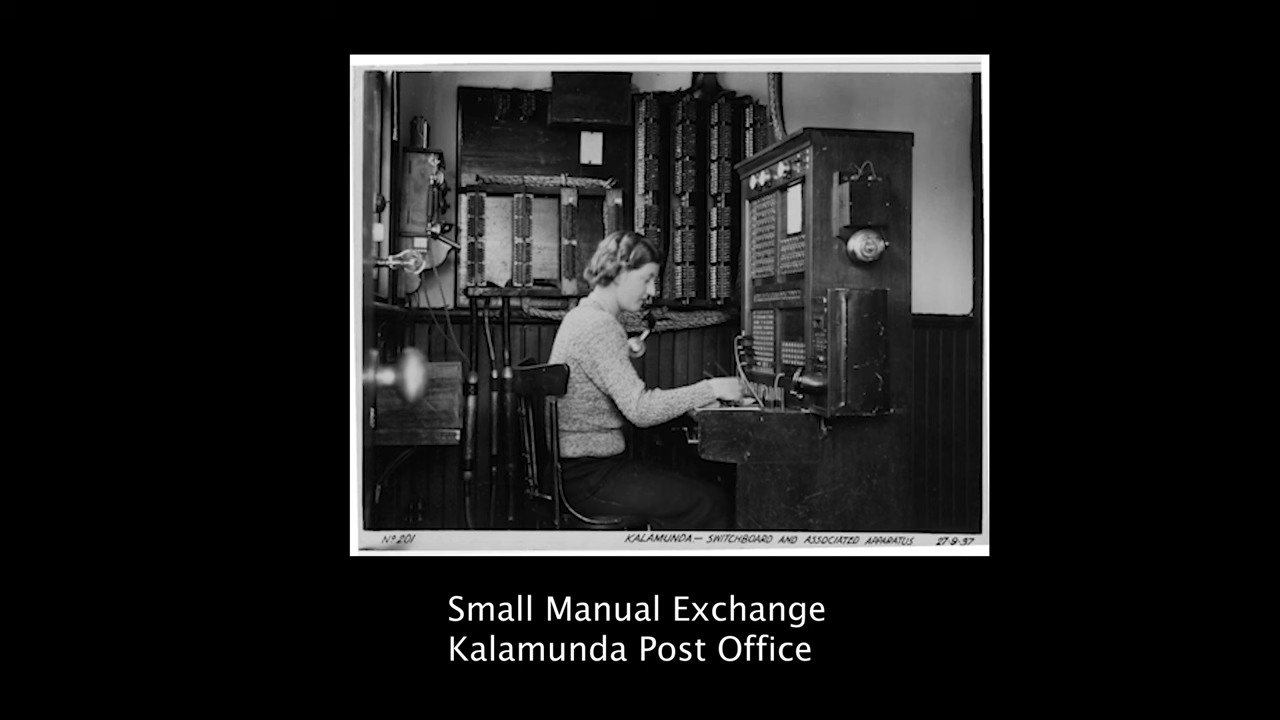 Nº 201 KALAMUNDA — SWITCHBOARD AND ASSOCIATED APPARATUS 27-9-37
Small Manual Exchange
Kalamunda Post Office